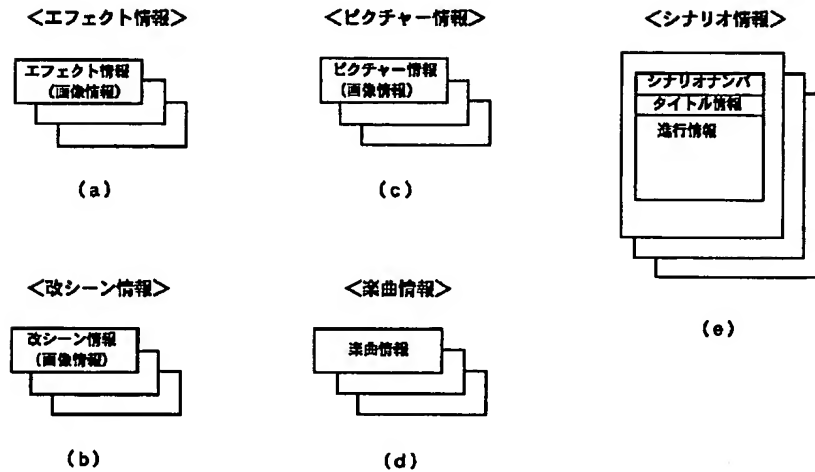 <エフェクト情報>
エフェクト情報
(画像情報)
(a)
<ピクチャー情報>
ピクチャー情報
(画像情報)
(c)
<シナリオ情報>
シナリオナンバ
タイトル情報
進行情報
(e)
<改シーン情報>
改シーン情報
(画像情報)
(b)
<楽曲情報>
楽曲情報
(d)